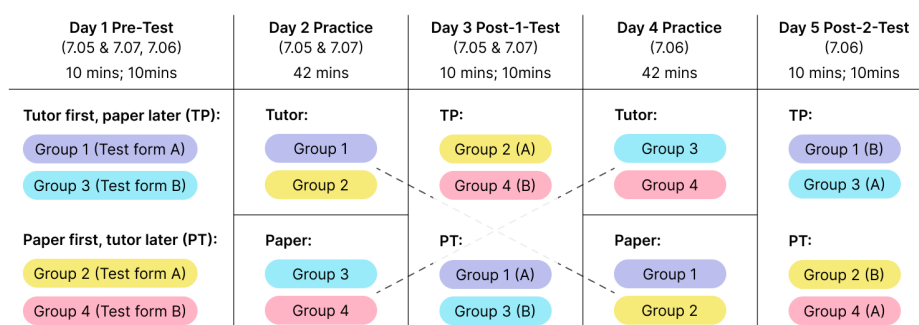 Day 1 Pre-Test
(7.05 & 7.07, 7.06)
10 mins; 10mins
Day 2 Practice
(7.05 & 7.07)
42 mins
Day 3 Post-1-Test
(7.05 & 7.07)
10 mins; 10mins
Day 4 Practice
(7.06)
42 mins
Day 5 Post-2-Test
(7.06)
10 mins; 10mins
Tutor first, paper later (TP):
Group 1 (Test form A)
Group 3 (Test form B)
Paper first, tutor later (PT):
Group 2 (Test form A)
Group 4 (Test form B)
Tutor:
Group 1
Group 2
Paper:
Group 3
Group 4
TP:
Group 2 (A)
Group 4 (B)
PT:
Group 1 (A)
Group 3 (B)
Tutor:
Group 3
Group 4
Paper:
Group 1
Group 2
TP:
Group 1 (B)
Group 3 (A)
PT:
Group 2 (B)
Group 4 (A)